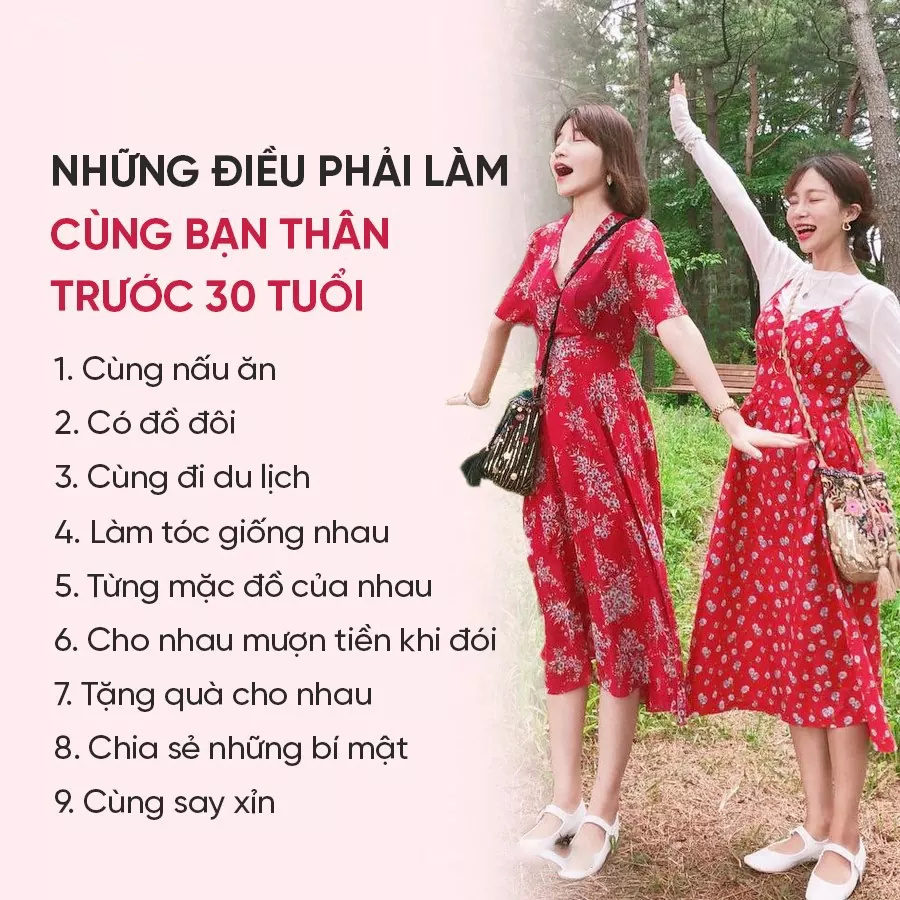 NHỮNG ĐIỀU PHẢI LÀM
CÙNG BẠN THÂN
TRƯỚC 30 TUỔI
1. Cùng nấu ăn
2. Có đồ đôi
3. Cùng đi du lịch
4. Làm tóc giống nhau
5. Từng mặc đồ của nhau
6. Cho nhau mượn tiền khi đói
7. Tặng quà cho nhau
8. Chia sẻ những bí mật
9. Cùng say xỉn